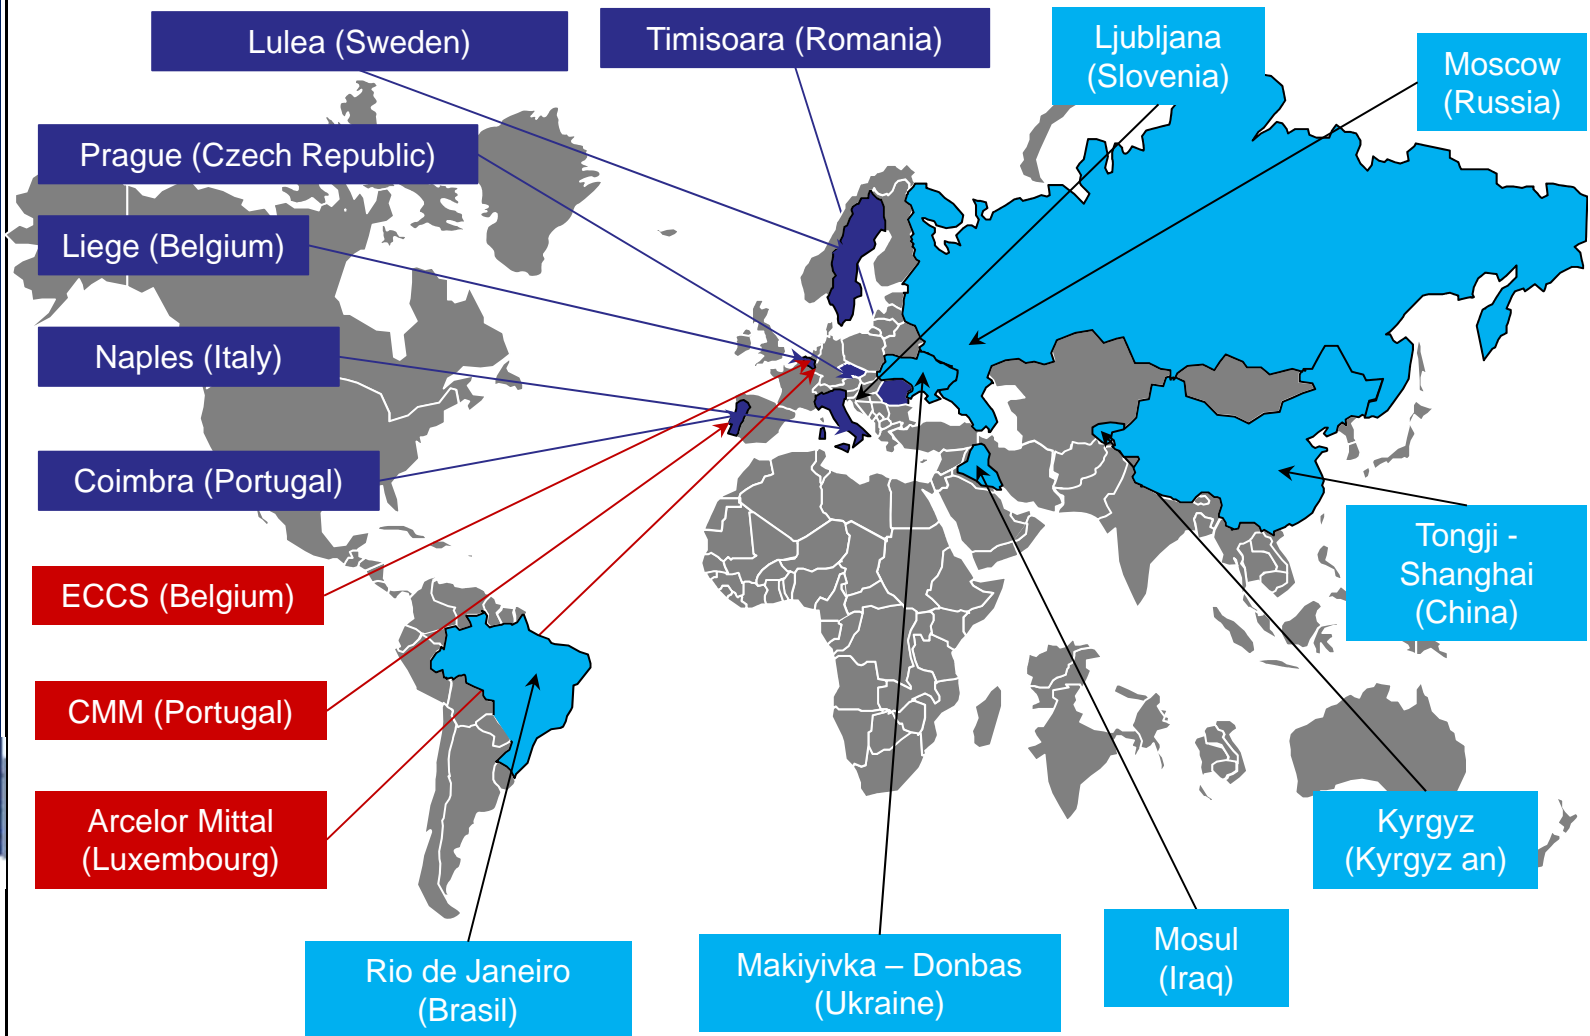 Lulea (Sweden)
Timisoara (Romania)
Ljubljana
(Slovenia)
Moscow
(Russia)
Prague (Czech Republic)
Liege (Belgium)
Naples (Italy)
Coimbra (Portugal)
Tongji -
Shanghai
(China)
ECCS (Belgium)
CMM (Portugal)
Arcelor Mittal
(Luxembourg)
Kyrgyz
(Kyrgyz an)
Mosul
(Iraq)
Makiyivka – Donbas
(Ukraine)
Rio de Janeiro
(Brasil)